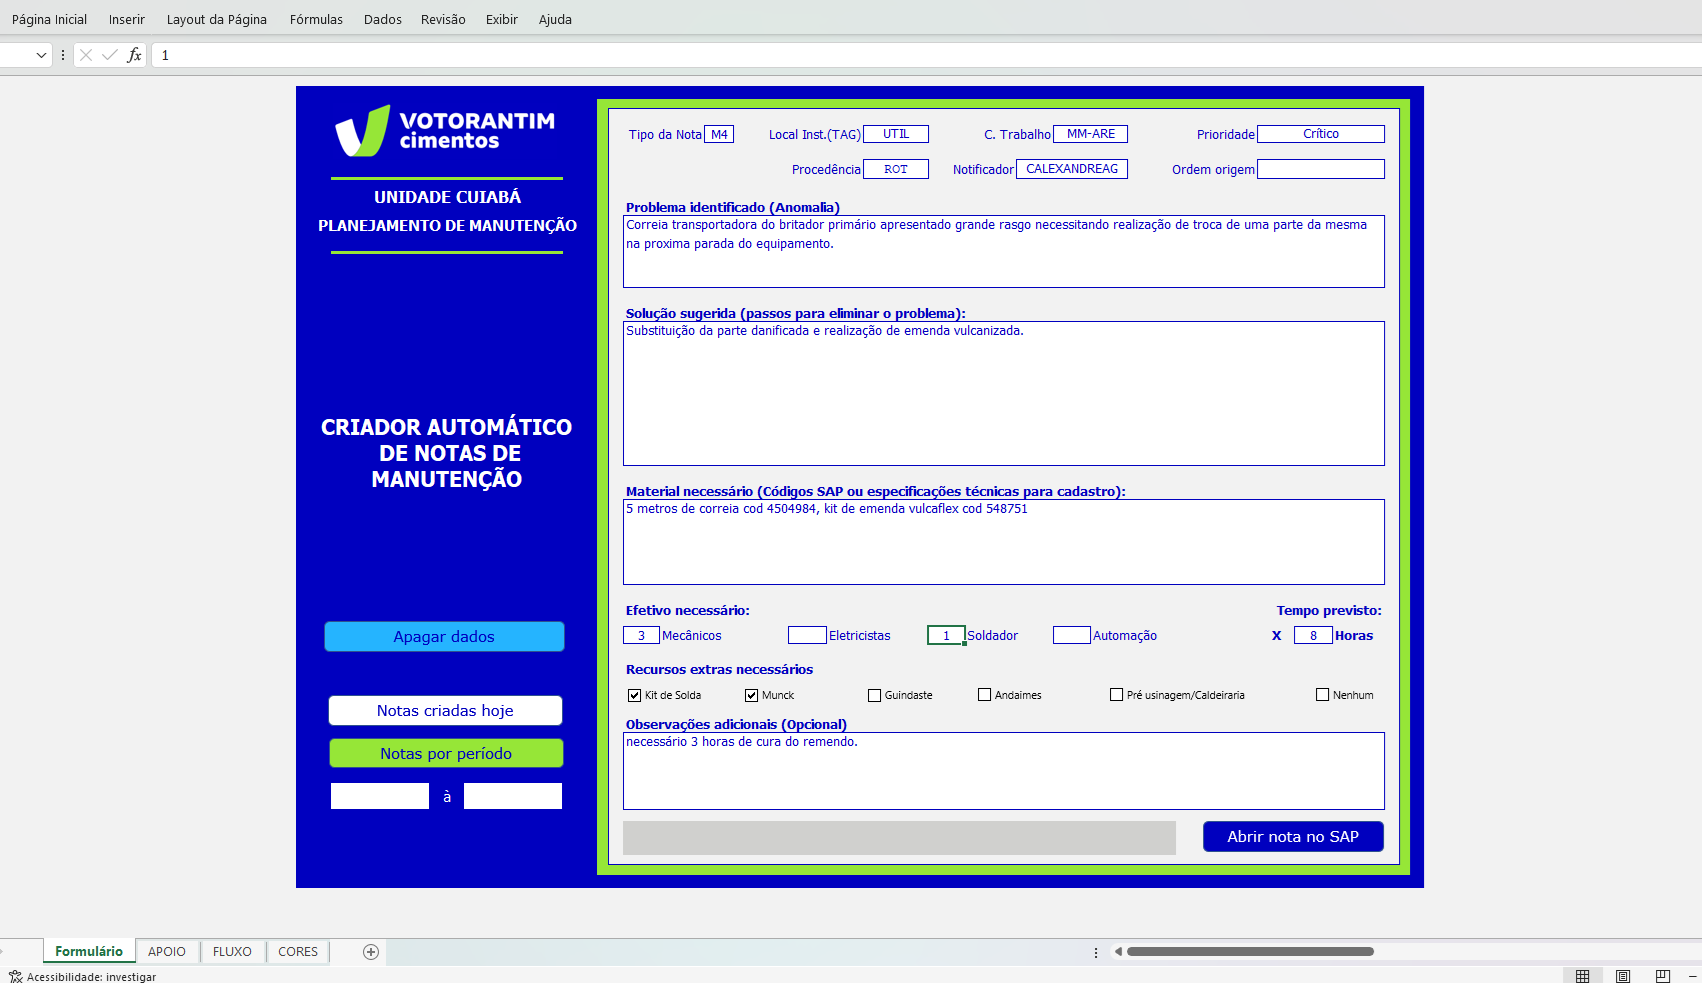 Página Inicial Inserir Layout da Página Fórmulas Dados Revisão Exibir Ajuda
fx 1
VOTORANTIM
cimentos
UNIDADE CUIABÁ
PLANEJAMENTO DE MANUTENÇÃO
CRIADOR AUTOMÁTICO
DE NOTAS DE
MANUTENÇÃO
Apagar dados
Notas criadas hoje
Notas por período
à
Tipo da Nota M4 Local Inst.(TAG) UTIL C. Trabalho MM-ARE Prioridade Crítico
Procedência ROT Notificador CALEXANDREAG Ordem origem
Problema identificado (Anomalia)
Correia transportadora do britador primário apresentado grande rasgo necessitando realização de troca de uma parte da mesma
na proxima parada do equipamento.
Solução sugerida (passos para eliminar o problema):
Substituição da parte danificada e realização de emenda vulcanizada.
Material necessário (Códigos SAP ou especificações técnicas para cadastro):
5 metros de correia cod 4504984, kit de emenda vulcaflex cod 548751
Efetivo necessário: Tempo previsto:
3 Mecânicos Eletricistas 1 Soldador Automação X 8 Horas
Recursos extras necessários
Kit de Solda Munck Guindaste Andaimes Pré usinagem/Caldeiraria Nenhum
Observações adicionais (Opcional)
necessário 3 horas de cura do remendo.
Abrir nota no SAP
Formulário APOIO FLUXO CORES
Acessibilidade: investigar